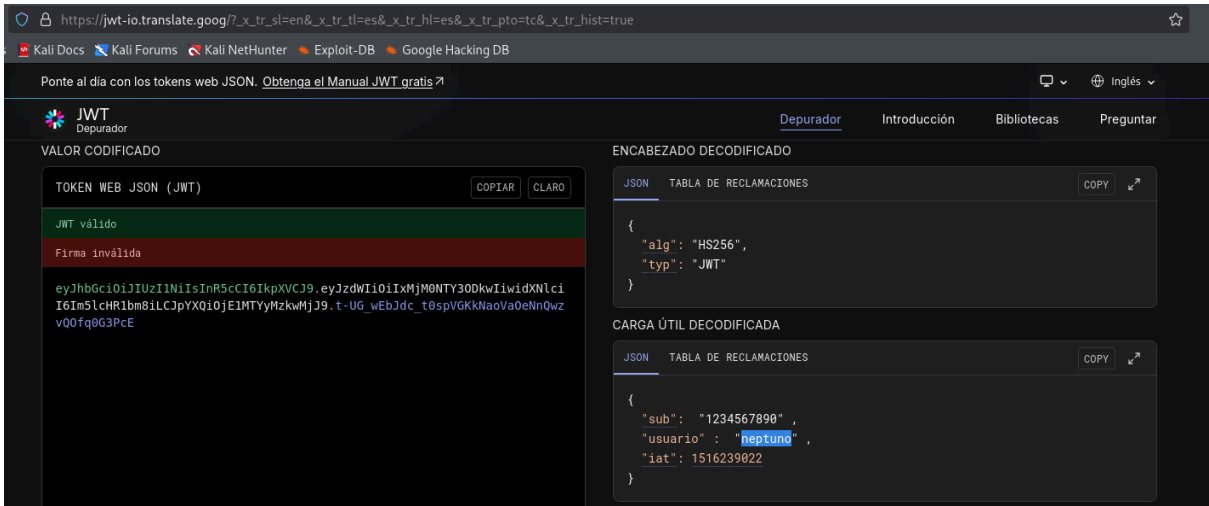 https://jwt-io.translate.goog/?_x_tr_sl=en&_x_tr_tl=es&_x_tr_hl=es&_x_tr_pto=tc&_x_tr_hist=true
Kali Docs Kali Forums Kali NetHunter Exploit-DB Google Hacking DB
Ponte al día con los tokens web JSON. Obtenga el Manual JWT gratis
Inglés
JWT
Depurador
Depurador Introducción Bibliotecas Preguntar
VALOR CODIFICADO
TOKEN WEB JSON (JWT)
COPIAR CLARO
JWT válido
Firma inválida
eyJhbGciOiJIUzI1NiIsInR5cCI6IkpXVCJ9.eyJzdWIiOiIxMjM0NTY3ODkwIiwidXNlci
I6Im5lcHR1bm8iLCJpYXQiOjE1MTYyMzkwMjJ9.t-UG_wEbJdc_t0spVGKkNaoVaOeNnQwz
vQOfq0G3PcE
ENCABEZADO DECODIFICADO
JSON TABLA DE RECLAMACIONES
COPY
{
"alg": "HS256",
"typ": "JWT"
}
CARGA ÚTIL DECODIFICADA
JSON TABLA DE RECLAMACIONES
COPY
{
"sub": "1234567890" ,
"usuario" : "neptuno" ,
"iat": 1516239022
}